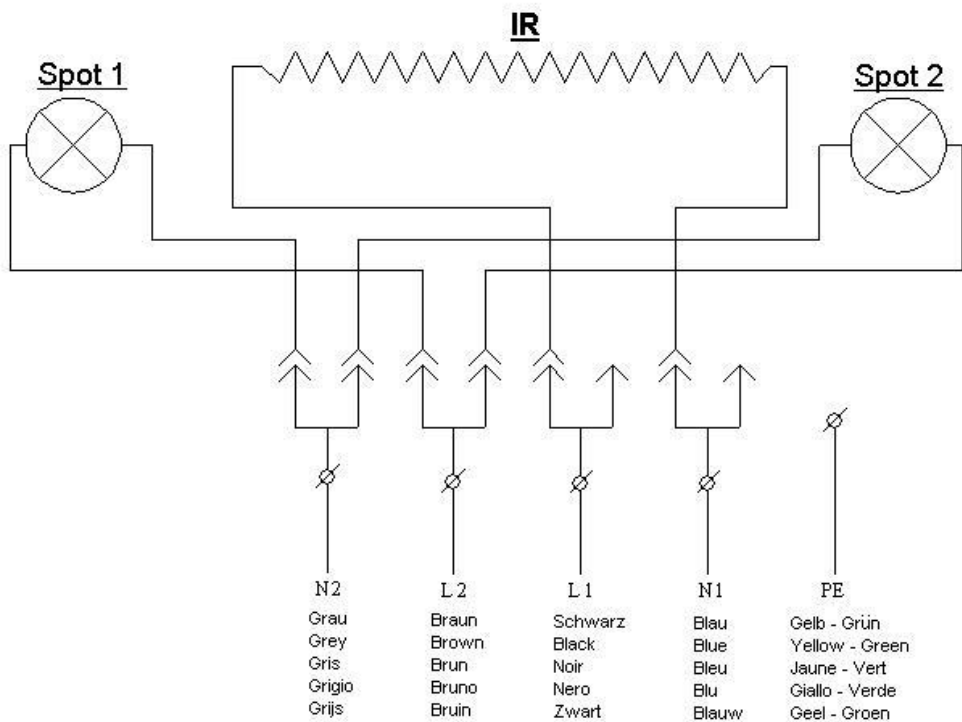 IR
Spot 1
Spot 2
N2 L2 L1 N1 PE
Grau Braun Schwarz Blau Gelb - Grün
Grey Brown Black Blue Yellow - Green
Gris Brun Noir Bleu Jaune - Vert
Grigio Bruno Nero Blu Giallo - Verde
Grijs Bruin Zwart Blauw Geel - Groen